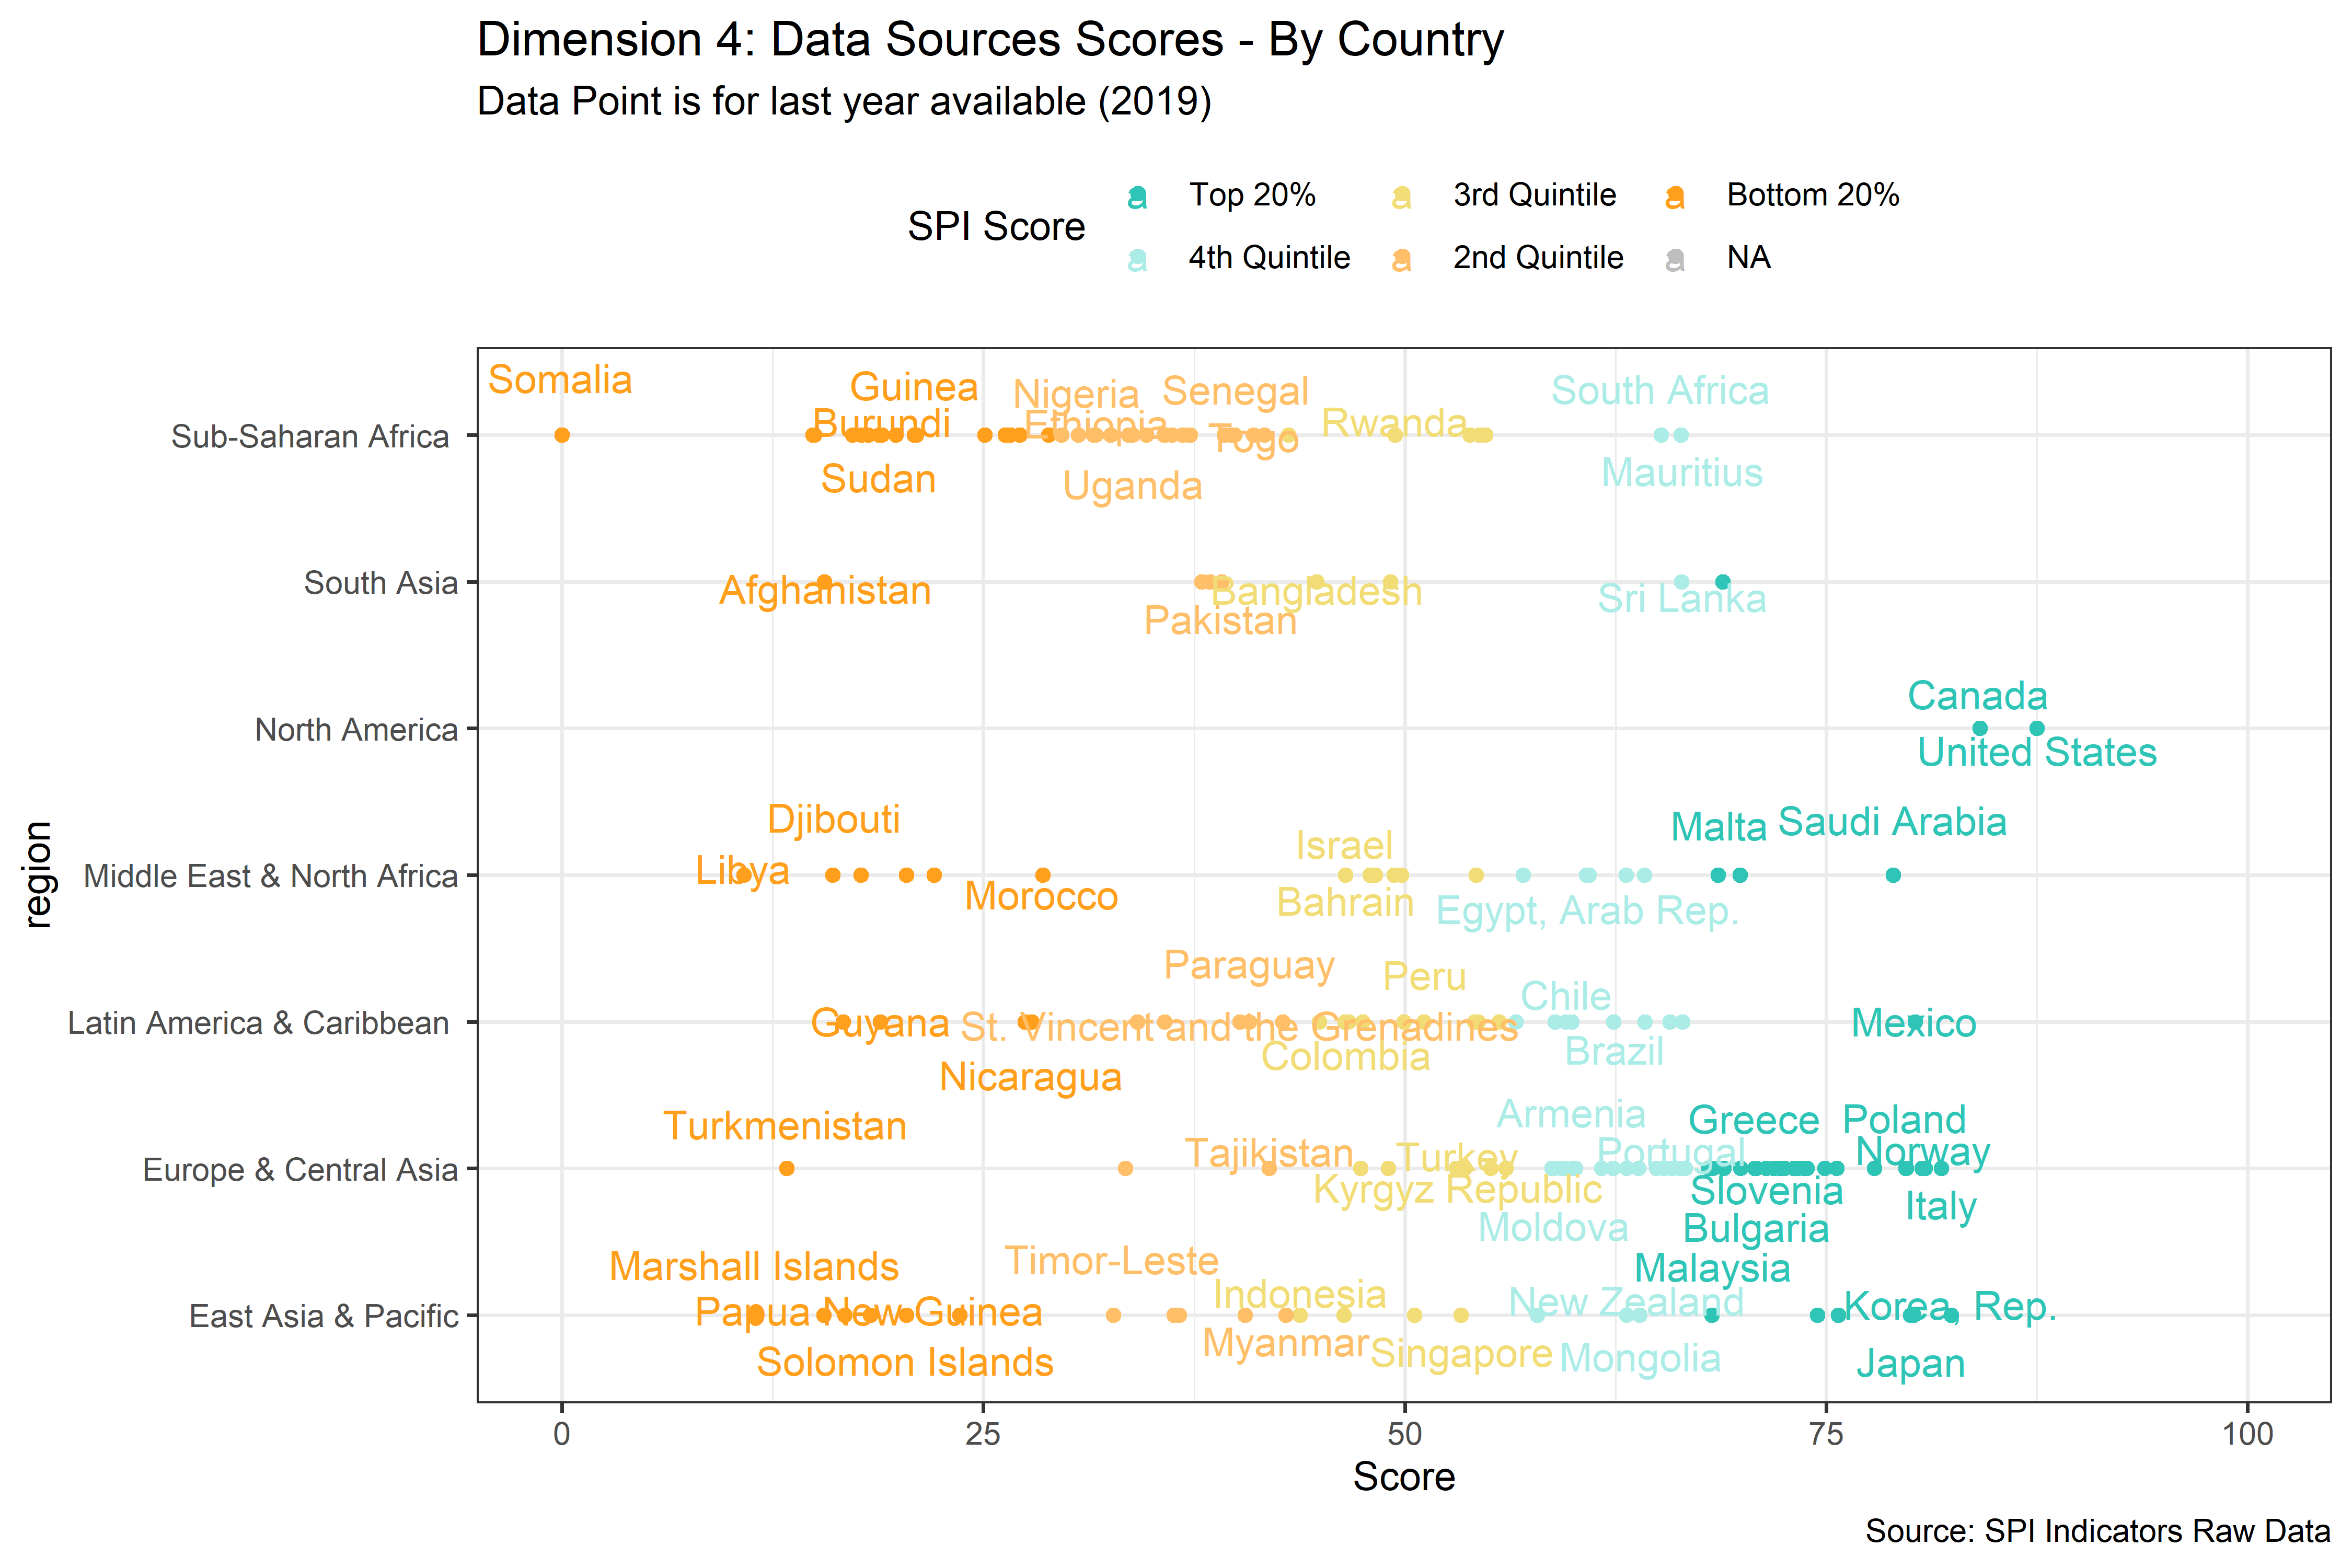 Dimension 4: Data Sources Scores - By Country
Data Point is for last year available (2019)
SPI Score
a Top 20%
a 3rd Quintile
a Bottom 20%
a 4th Quintile
a 2nd Quintile
a NA
region
Sub-Saharan Africa
Somalia
Guinea
Nigeria
Senegal
South Africa
Burundi
Ethiopia
Togo
Rwanda
Sudan
Uganda
Mauritius
South Asia
Afghanistan
Bangladesh
Pakistan
Sri Lanka
North America
Canada
United States
Middle East & North Africa
Djibouti
Libya
Morocco
Israel
Bahrain
Egypt, Arab Rep.
Malta
Saudi Arabia
Latin America & Caribbean
Paraguay
Peru
Chile
Guyana
St. Vincent and the Grenadines
Colombia
Brazil
Mexico
Nicaragua
Europe & Central Asia
Turkmenistan
Armenia
Greece
Poland
Tajikistan
Turkey
Portugal
Norway
Kyrgyz Republic
Slovenia
Italy
Moldova
Bulgaria
East Asia & Pacific
Marshall Islands
Timor-Leste
Malaysia
Papua New Guinea
Indonesia
New Zealand
Korea, Rep.
Solomon Islands
Myanmar
Singapore
Mongolia
Japan
0
25
50
75
100
Score
Source: SPI Indicators Raw Data